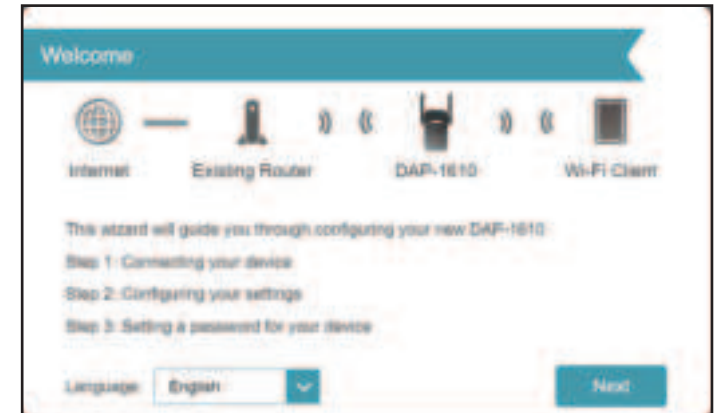 Welcome
Internet Existing Router DAP-1610 Wi-Fi Client
This wizard will guide you through configuring your new DAP-1610
Step 1: Connecting your device
Step 2: Configuring your settings
Step 3: Setting a password for your device
Language: English Next